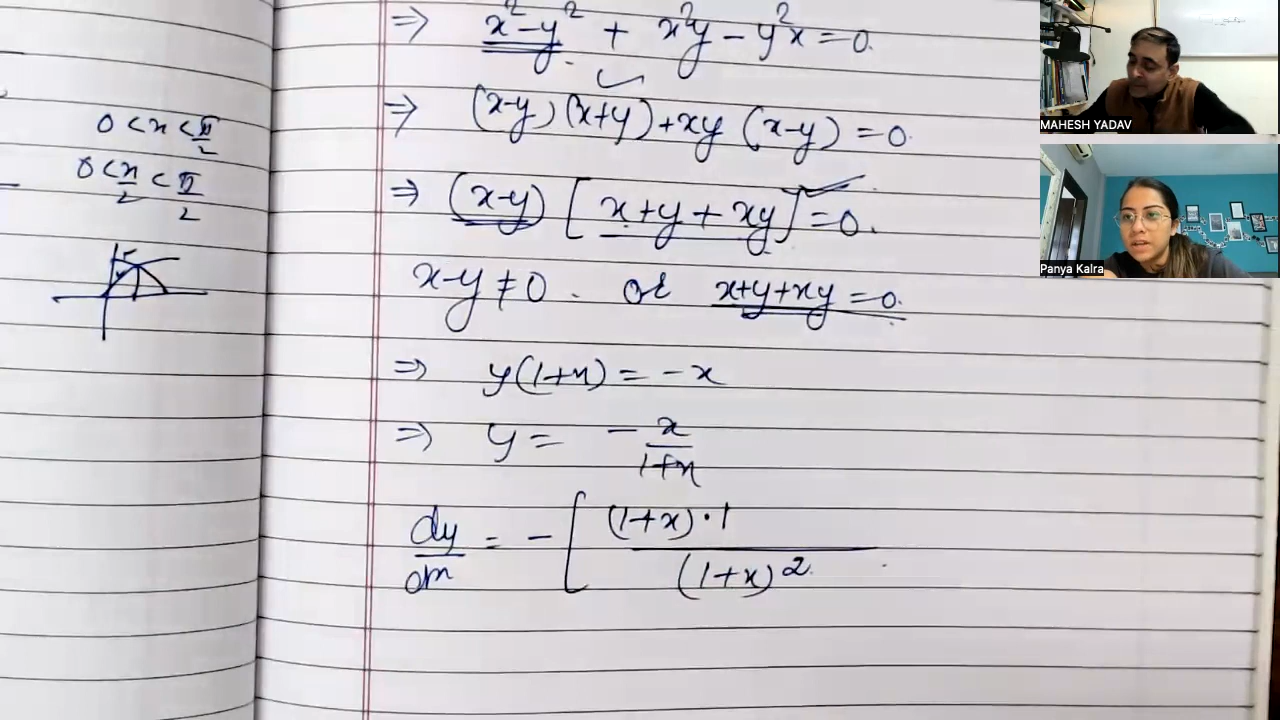 0 < x < π/2
0 < x/2 < π/2
⇒ x² - y² + x²y - y²x = 0.
⇒ (x-y)(x+y) + xy (x-y) = 0.
⇒ (x-y) [x+y+xy] = 0.
x-y ≠ 0. or x+y+xy = 0.
⇒ y(1+x) = -x
⇒ y = - x/1+x
dy/dx = - [ (1+x)·1 / (1+x)²
MAHESH YADAV
Panya Kalra